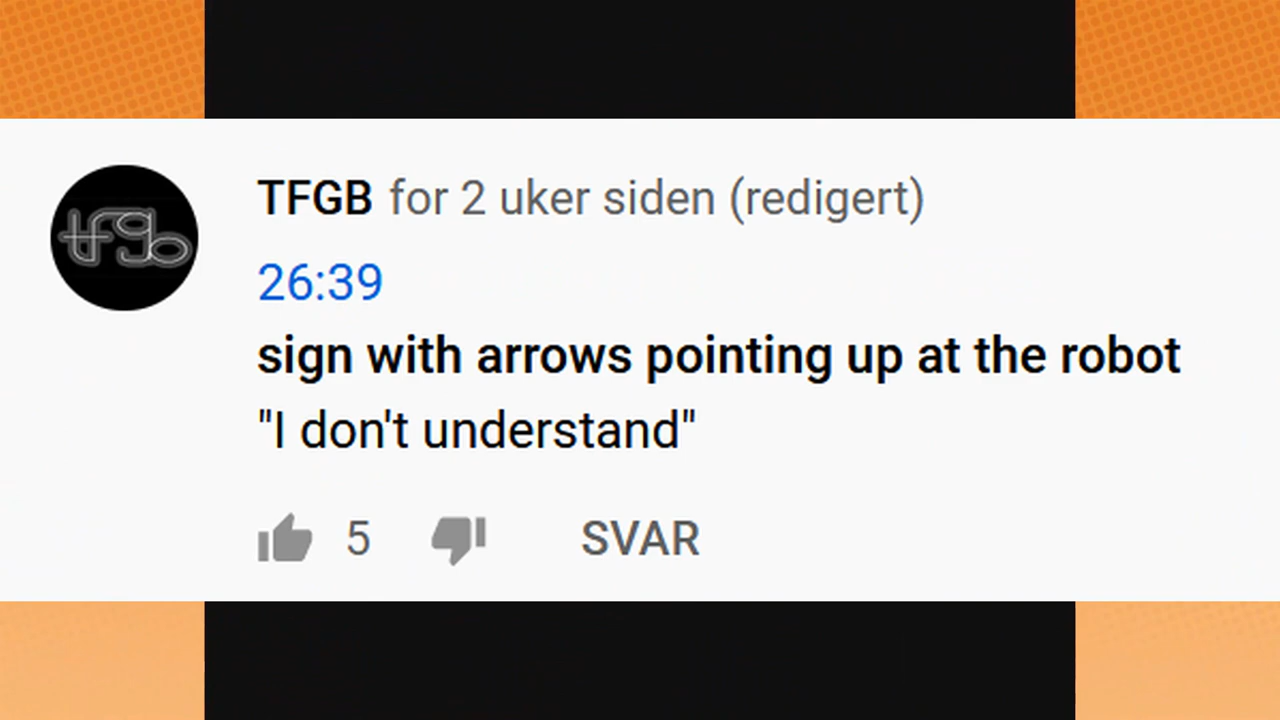 tfgb
TFGB for 2 uker siden (redigert)
26:39
sign with arrows pointing up at the robot
"I don't understand"
5 SVAR